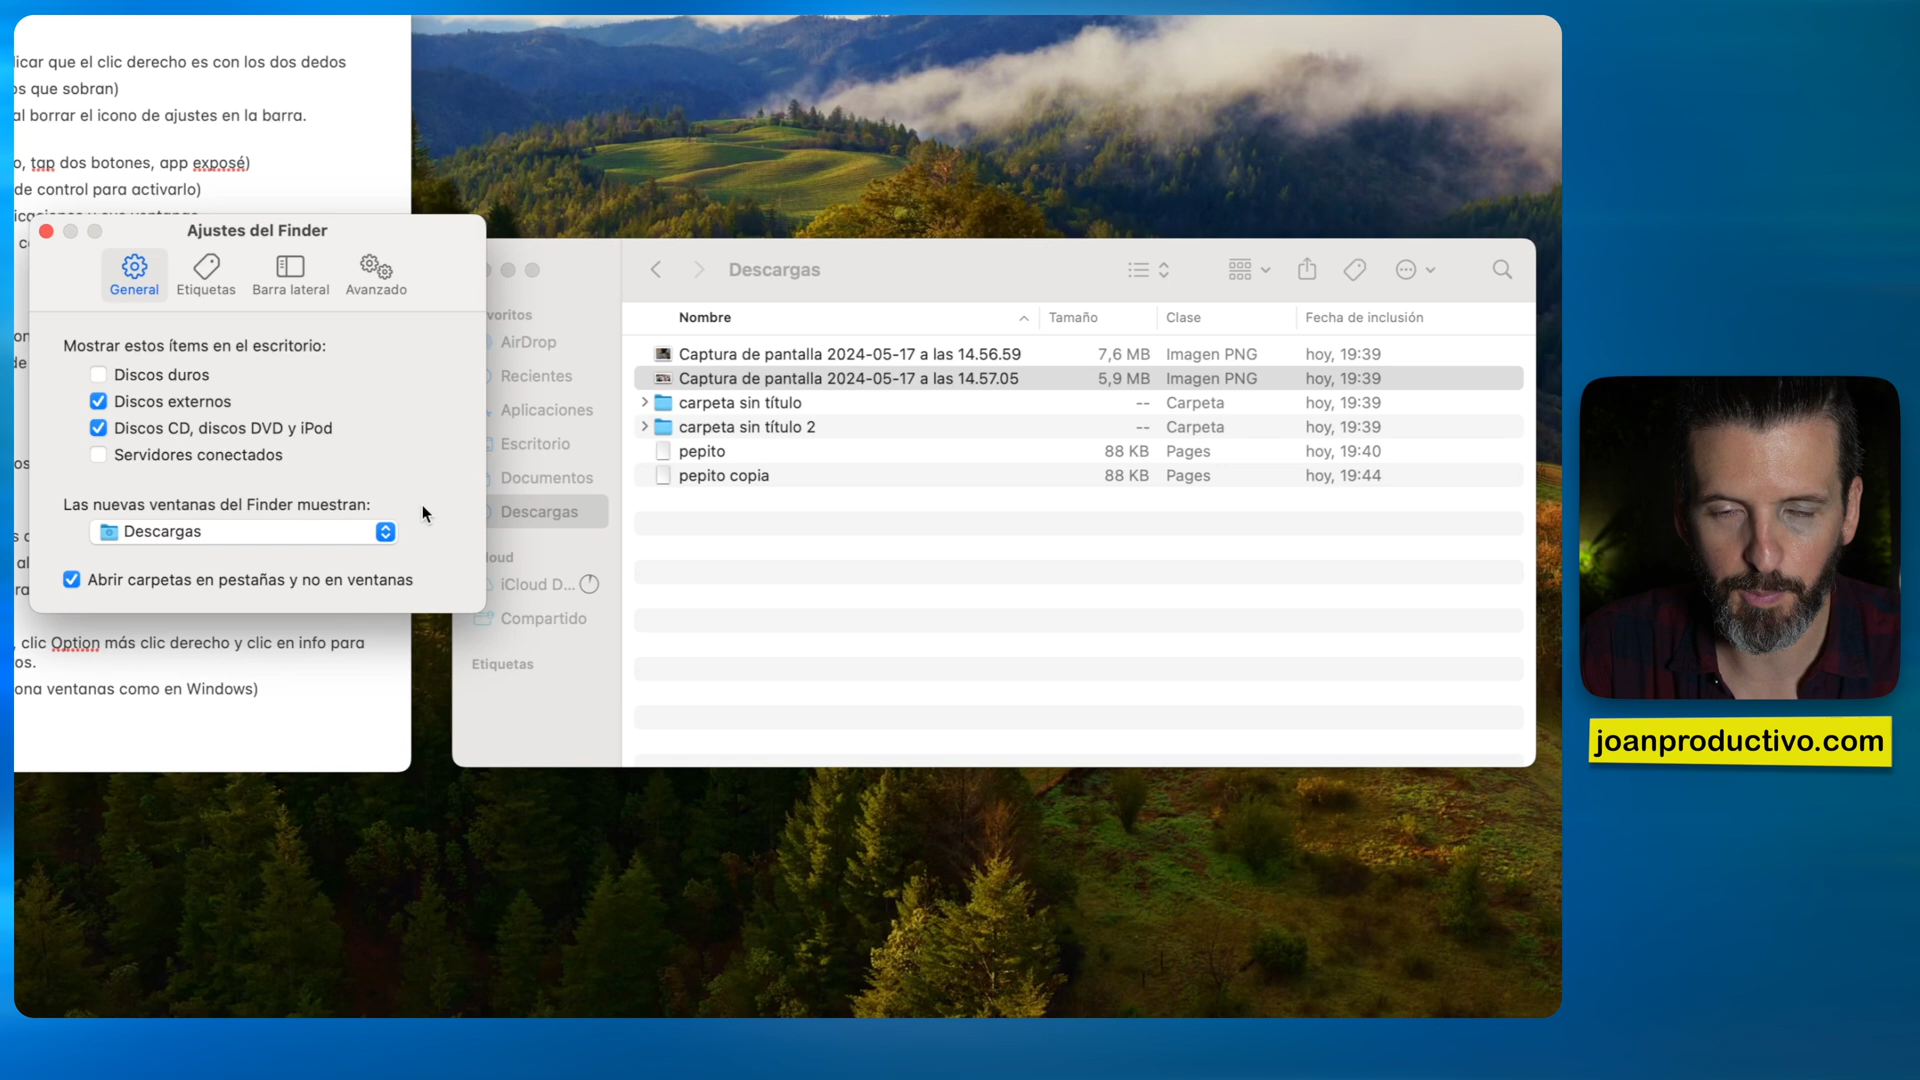 icar que el clic derecho es con los dos dedos
os que sobran)
al borrar el icono de ajustes en la barra.
o, tap dos botones, app exposé)
de control para activarlo)
Ajustes del Finder
General
Etiquetas
Barra lateral
Avanzado
Mostrar estos ítems en el escritorio:
Discos duros
Discos externos
Discos CD, discos DVD y iPod
Servidores conectados
Las nuevas ventanas del Finder muestran:
Descargas
Abrir carpetas en pestañas y no en ventanas
, clic Option más clic derecho y clic en info para
os.
ona ventanas como en Windows)
voritos
AirDrop
Recientes
Aplicaciones
Escritorio
Documentos
Descargas
loud
iCloud D...
Compartido
Etiquetas
Descargas
Nombre Tamaño Clase Fecha de inclusión
Captura de pantalla 2024-05-17 a las 14.56.59 7,6 MB Imagen PNG hoy, 19:39
Captura de pantalla 2024-05-17 a las 14.57.05 5,9 MB Imagen PNG hoy, 19:39
carpeta sin título -- Carpeta hoy, 19:39
carpeta sin título 2 -- Carpeta hoy, 19:39
pepito 88 KB Pages hoy, 19:40
pepito copia 88 KB Pages hoy, 19:44
joanproductivo.com